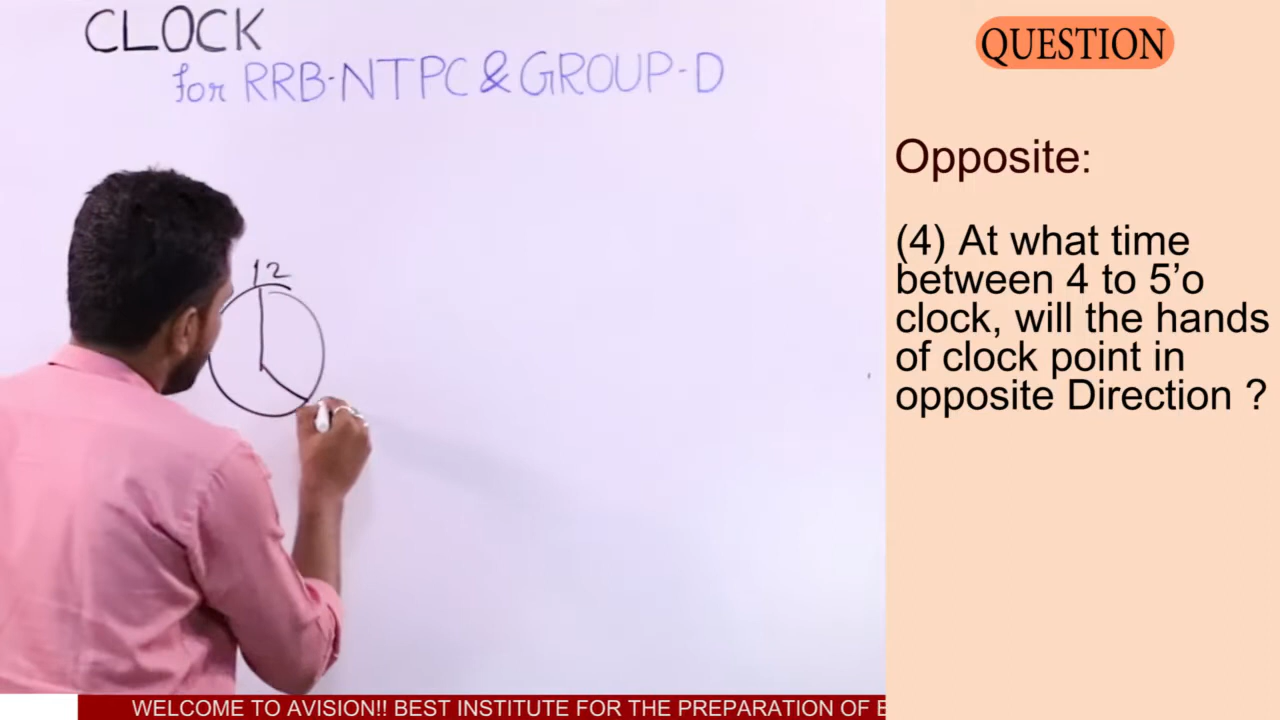 CLOCK
for RRB-NTPC & GROUP-D
12
QUESTION
Opposite:
(4) At what time
between 4 to 5’o
clock, will the hands
of clock point in
opposite Direction ?
WELCOME TO AVISION!! BEST INSTITUTE FOR THE PREPARATION OF